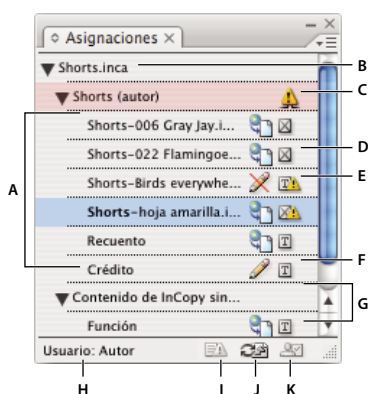 Asignaciones
Shorts.inca
B
Shorts (autor)
C
Shorts-006 Gray Jay.i...
Shorts-022 Flamingoe...
D
A
Shorts-Birds everywhe...
T
E
Shorts-hoja amarilla.i...
Recuento
T
Crédito
T
F
Contenido de InCopy sin...
G
Función
T
Usuario: Autor
H
I
J
K